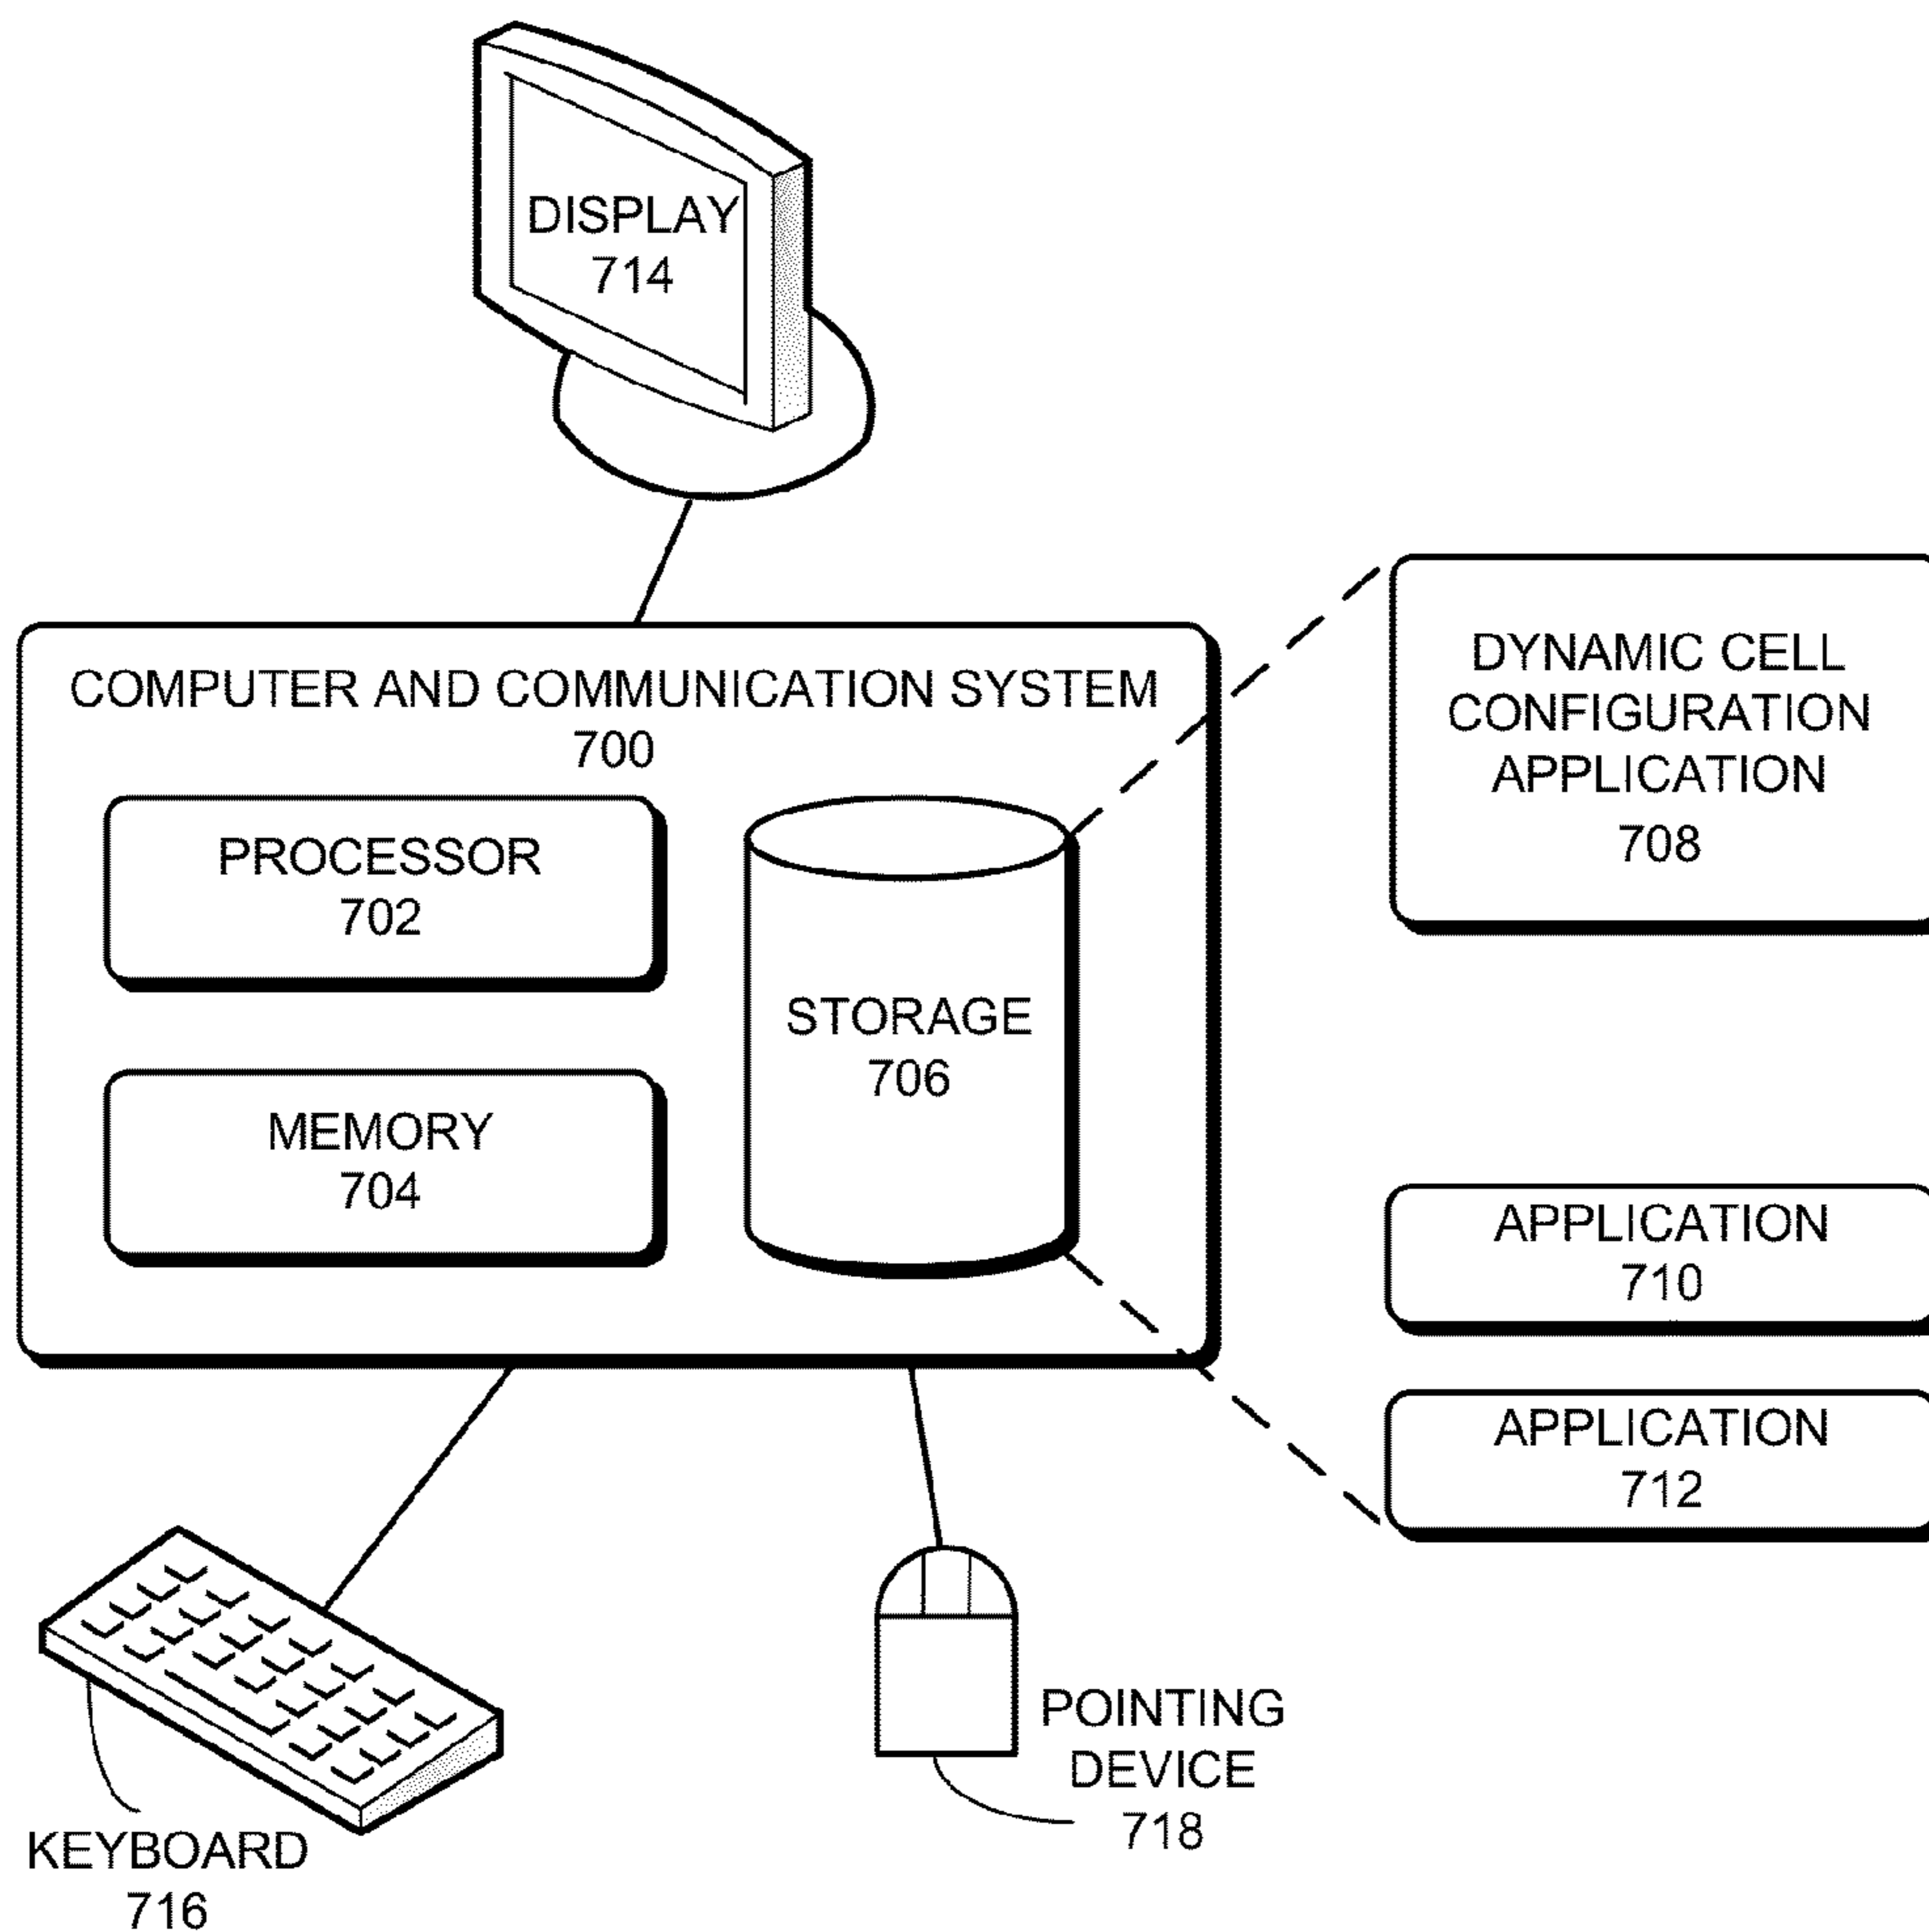 DISPLAY
714
COMPUTER AND COMMUNICATION SYSTEM
700
PROCESSOR
702
MEMORY
704
STORAGE
706
DYNAMIC CELL
CONFIGURATION
APPLICATION
708
APPLICATION
710
APPLICATION
712
KEYBOARD
716
POINTING
DEVICE
718